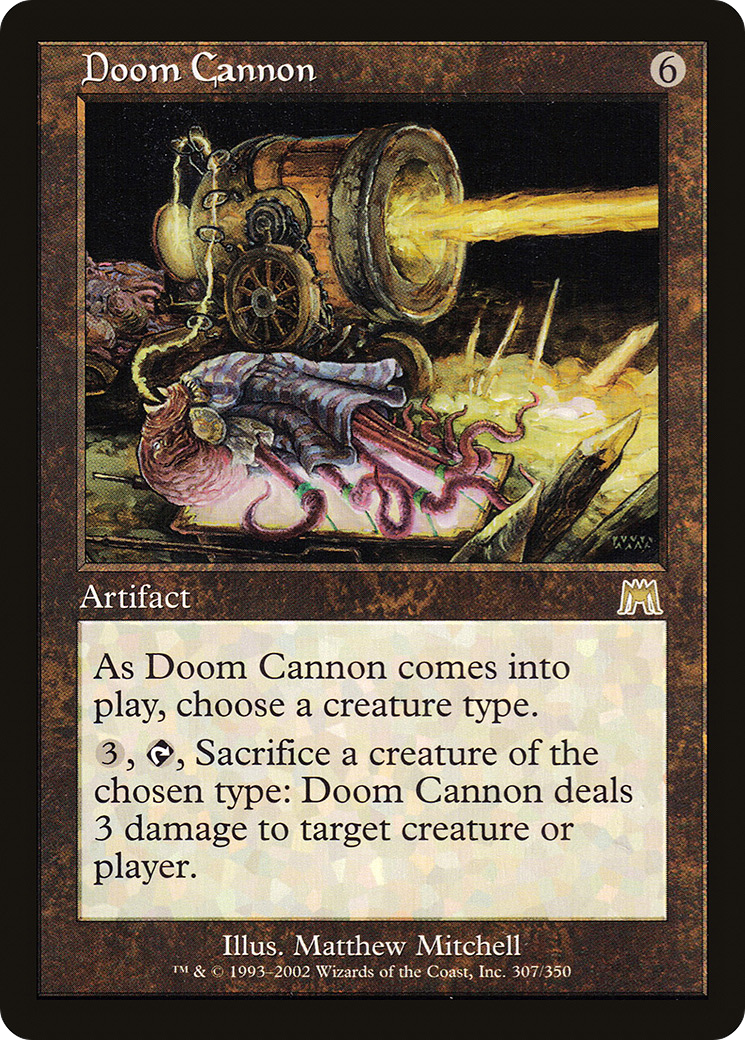 Doom Cannon 6
Artifact
As Doom Cannon comes into
play, choose a creature type.
3, , Sacrifice a creature of the
chosen type: Doom Cannon deals
3 damage to target creature or
player.
Illus. Matthew Mitchell
™ & © 1993–2002 Wizards of the Coast, Inc. 307/350